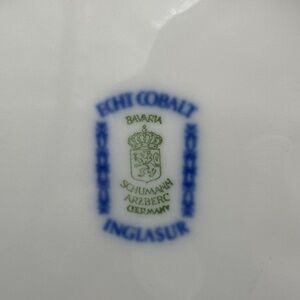 ECHT COBALT
BAVARIA
SCHUMANN
ARZBERG
GERMANY
INGLASUR